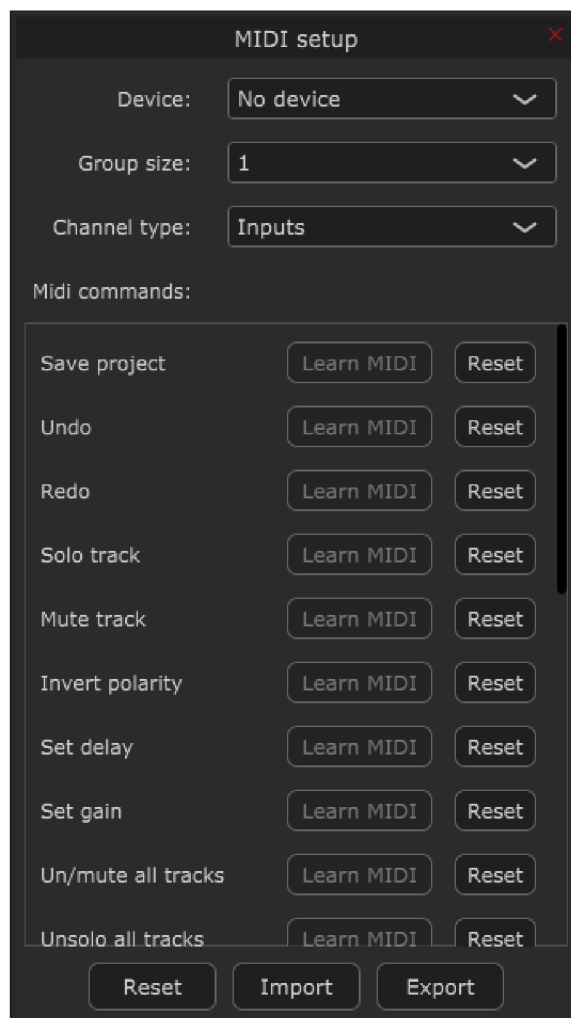 MIDI setup
Device: No device
Group size: 1
Channel type: Inputs
Midi commands:
Save project Learn MIDI Reset
Undo Learn MIDI Reset
Redo Learn MIDI Reset
Solo track Learn MIDI Reset
Mute track Learn MIDI Reset
Invert polarity Learn MIDI Reset
Set delay Learn MIDI Reset
Set gain Learn MIDI Reset
Un/mute all tracks Learn MIDI Reset
Unsolo all tracks Learn MIDI Reset
Reset Import Export